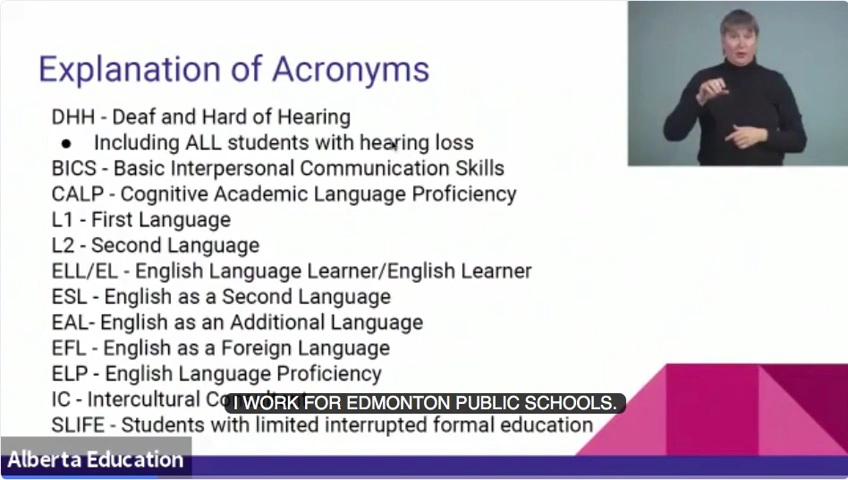 Explanation of Acronyms
DHH - Deaf and Hard of Hearing
● Including ALL students with hearing loss
BICS - Basic Interpersonal Communication Skills
CALP - Cognitive Academic Language Proficiency
L1 - First Language
L2 - Second Language
ELL/EL - English Language Learner/English Learner
ESL - English as a Second Language
EAL- English as an Additional Language
EFL - English as a Foreign Language
ELP - English Language Proficiency
IC - Intercultural
I WORK FOR EDMONTON PUBLIC SCHOOLS.
SLIFE - Students with limited interrupted formal education
Alberta Education